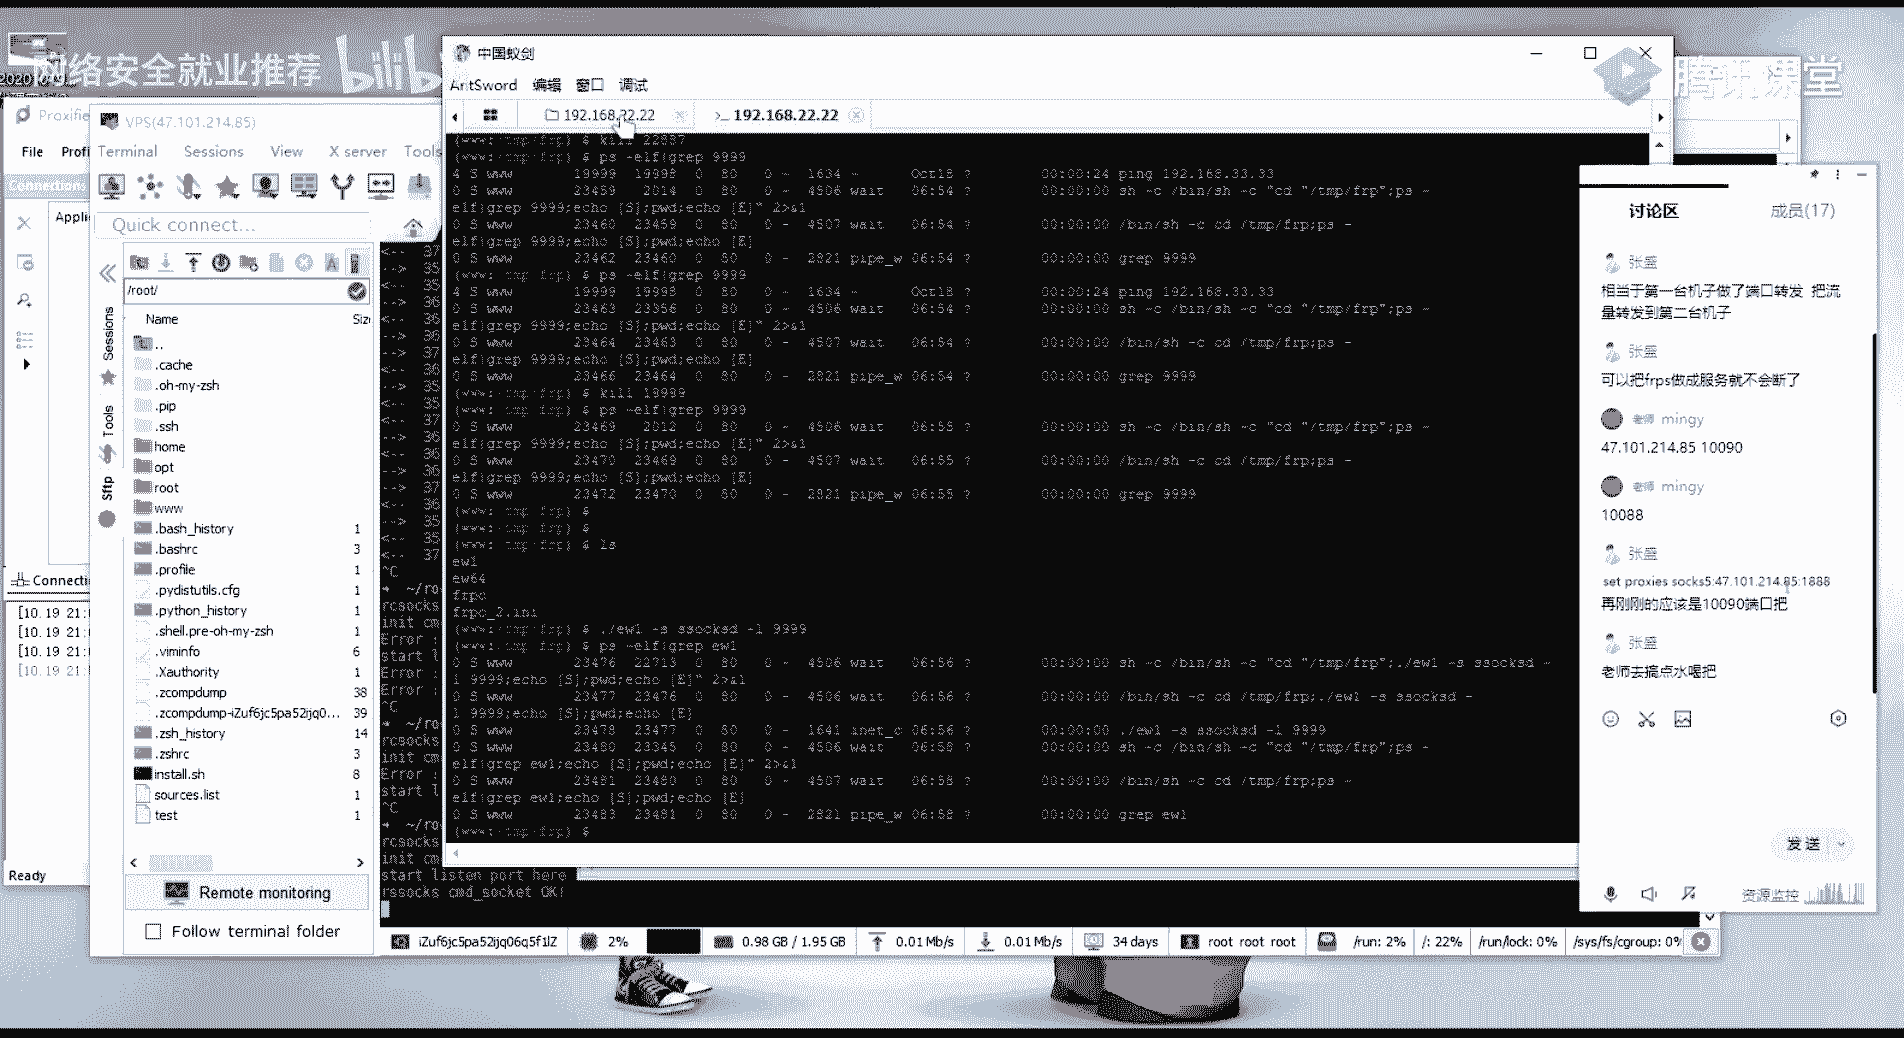 网络安全就业推荐
bilib
腾讯课堂
中国蚁剑
AntSword 编辑 窗口 调试
192.168.22.22
>_ 192.168.22.22
Proxifie
File Profi
Connections
Appli
Connecti
[10.19 21:
[10.19 21:
[10.19 21:
[10.19 21:
Ready
VPS(47.101.214.85)
Terminal Sessions View X server Tools
Quick connect...
/root/
Name Size
..
.cache
.oh-my-zsh
.pip
.ssh
home
opt
root
www
.bash_history 1
.bashrc 3
.profile 1
.pydistutils.cfg 1
.python_history 1
.shell.pre-oh-my-zsh 1
.viminfo 6
.Xauthority 1
.zcompdump 38
.zcompdump-iZuf6jc5pa52ijq0... 39
.zsh_history 14
.zshrc 3
install.sh 8
sources.list 1
test 1
Sessions
Tools
Sftp
Remote monitoring
Follow terminal folder
(www:/tmp/frp) $ kill 22887
(www:/tmp/frp) $ ps -elf|grep 9999
4 S www 19999 19998 0 80 0 - 1634 - Oct18 ? 00:00:24 ping 192.168.33.33
0 S www 23459 2014 0 80 0 - 4506 wait 06:54 ? 00:00:00 sh -c /bin/sh -c "cd "/tmp/frp";ps -
elf|grep 9999;echo [S];pwd;echo [E]" 2>&1
0 S www 23460 23459 0 80 0 - 4507 wait 06:54 ? 00:00:00 /bin/sh -c cd /tmp/frp;ps -
elf|grep 9999;echo [S];pwd;echo [E]
0 S www 23462 23460 0 80 0 - 2821 pipe_w 06:54 ? 00:00:00 grep 9999
(www:/tmp/frp) $ ps -elf|grep 9999
4 S www 19999 19998 0 80 0 - 1634 - Oct18 ? 00:00:24 ping 192.168.33.33
0 S www 23463 23356 0 80 0 - 4506 wait 06:54 ? 00:00:00 sh -c /bin/sh -c "cd "/tmp/frp";ps -
elf|grep 9999;echo [S];pwd;echo [E]" 2>&1
0 S www 23464 23463 0 80 0 - 4507 wait 06:54 ? 00:00:00 /bin/sh -c cd /tmp/frp;ps -
elf|grep 9999;echo [S];pwd;echo [E]
0 S www 23466 23464 0 80 0 - 2821 pipe_w 06:54 ? 00:00:00 grep 9999
(www:/tmp/frp) $ kill 19999
(www:/tmp/frp) $ ps -elf|grep 9999
0 S www 23469 2012 0 80 0 - 4506 wait 06:55 ? 00:00:00 sh -c /bin/sh -c "cd "/tmp/frp";ps -
elf|grep 9999;echo [S];pwd;echo [E]" 2>&1
0 S www 23470 23469 0 80 0 - 4507 wait 06:55 ? 00:00:00 /bin/sh -c cd /tmp/frp;ps -
elf|grep 9999;echo [S];pwd;echo [E]
0 S www 23472 23470 0 80 0 - 2821 pipe_w 06:55 ? 00:00:00 grep 9999
(www:/tmp/frp) $
(www:/tmp/frp) $
(www:/tmp/frp) $ ls
ew1
ew64
frpc
frpc_2.ini
(www:/tmp/frp) $ ./ew1 -s ssocksd -l 9999
(www:/tmp/frp) $ ps -elf|grep ew1
0 S www 23476 22713 0 80 0 - 4506 wait 06:56 ? 00:00:00 sh -c /bin/sh -c "cd "/tmp/frp";./ew1 -s ssocksd -
l 9999;echo [S];pwd;echo [E]" 2>&1
0 S www 23477 23476 0 80 0 - 4506 wait 06:56 ? 00:00:00 /bin/sh -c cd /tmp/frp;./ew1 -s ssocksd -
l 9999;echo [S];pwd;echo [E]
0 S www 23478 23477 0 80 0 - 1641 inet_c 06:56 ? 00:00:00 ./ew1 -s ssocksd -l 9999
0 S www 23480 23345 0 80 0 - 4506 wait 06:58 ? 00:00:00 sh -c /bin/sh -c "cd "/tmp/frp";ps -
elf|grep ew1;echo [S];pwd;echo [E]" 2>&1
0 S www 23481 23480 0 80 0 - 4507 wait 06:58 ? 00:00:00 /bin/sh -c cd /tmp/frp;ps -
elf|grep ew1;echo [S];pwd;echo [E]
0 S www 23483 23481 0 80 0 - 2821 pipe_w 06:58 ? 00:00:00 grep ew1
(www:/tmp/frp) $
^C
rcsocks
init cm
Error :
start l
Error :
^C
rcsocks
init cm
Error :
start l
^C
rcsocks
init cm
start listen port here
rssocks cmd_socket OK!
iZuf6jc5pa52ijq06q5f1lZ 2% 0.98 GB / 1.95 GB 0.01 Mb/s 0.01 Mb/s 34 days root root root /run: 2% /: 22% /run/lock: 0% /sys/fs/cgroup: 0%
讨论区 成员(17)
张盛
相当于第一台机子做了端口转发 把流
量转发到第二台机子
张盛
可以把frps做成服务就不会断了
老师 mingy
47.101.214.85 10090
老师 mingy
10088
张盛
set proxies socks5:47.101.214.85:1888
再刚刚的应该是10090端口把
张盛
老师去搞点水喝把
发送
资源监控